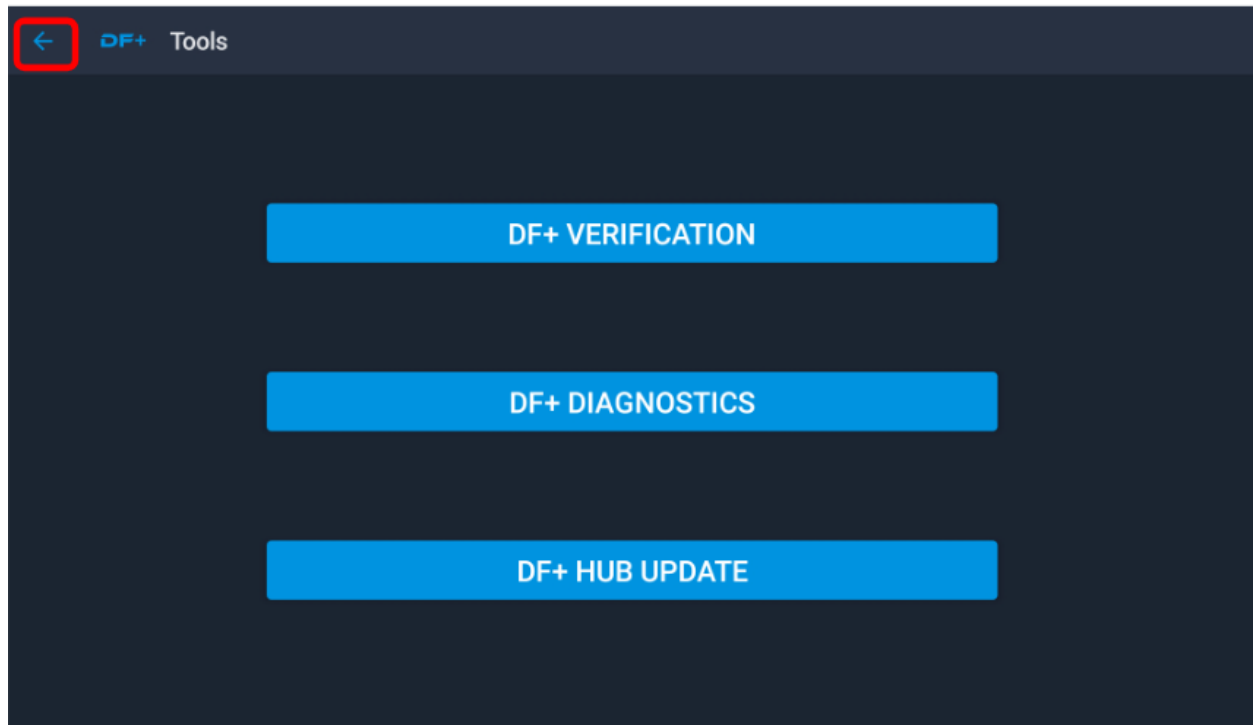 DF+ Tools
DF+ VERIFICATION
DF+ DIAGNOSTICS
DF+ HUB UPDATE